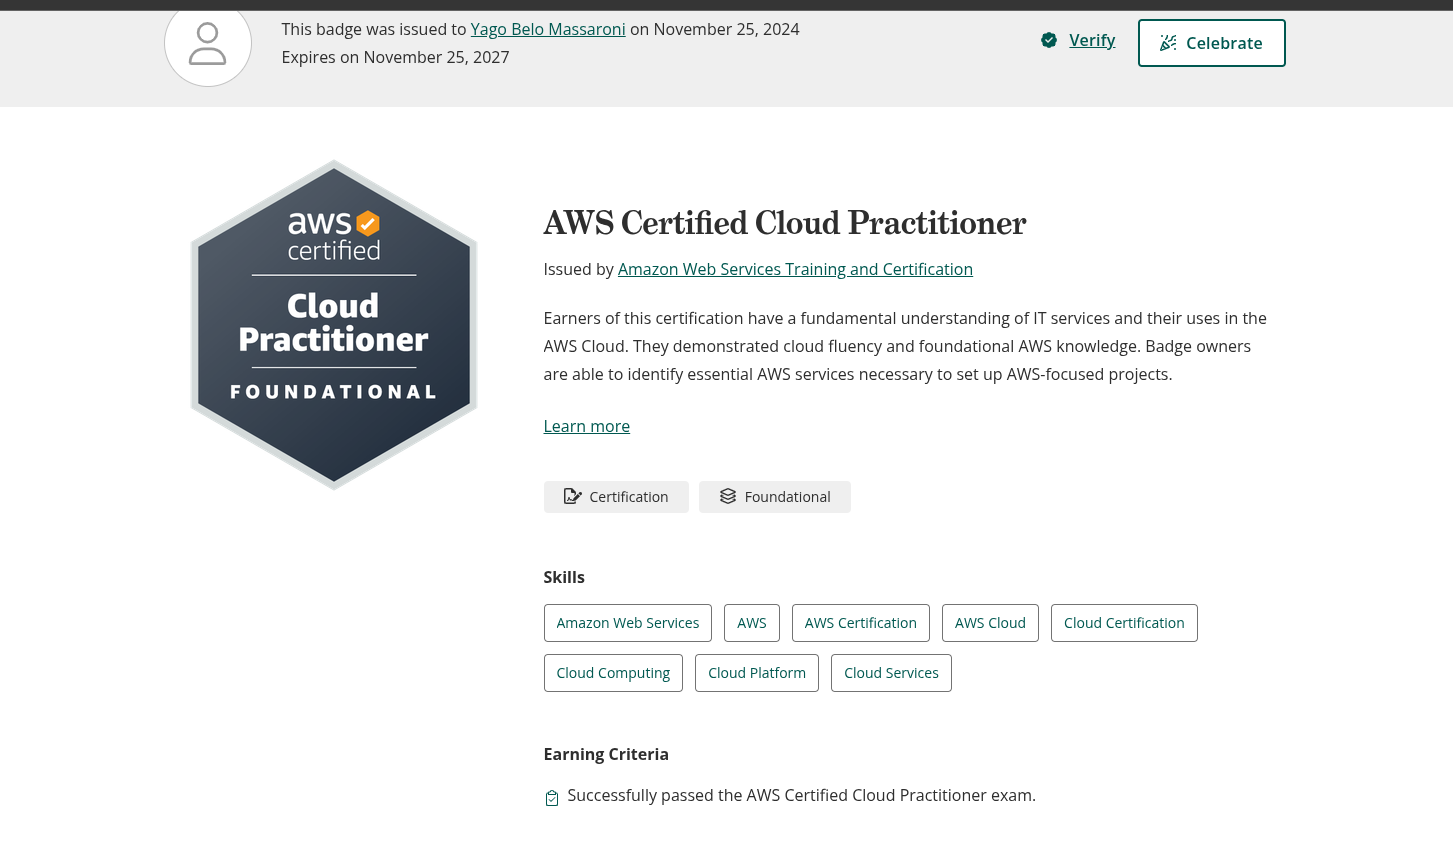 This badge was issued to Yago Belo Massaroni on November 25, 2024
Expires on November 25, 2027
Verify
Celebrate
aws
certified
Cloud
Practitioner
FOUNDATIONAL
AWS Certified Cloud Practitioner
Issued by Amazon Web Services Training and Certification
Earners of this certification have a fundamental understanding of IT services and their uses in the
AWS Cloud. They demonstrated cloud fluency and foundational AWS knowledge. Badge owners
are able to identify essential AWS services necessary to set up AWS-focused projects.
Learn more
Certification
Foundational
Skills
Amazon Web Services
AWS
AWS Certification
AWS Cloud
Cloud Certification
Cloud Computing
Cloud Platform
Cloud Services
Earning Criteria
Successfully passed the AWS Certified Cloud Practitioner exam.